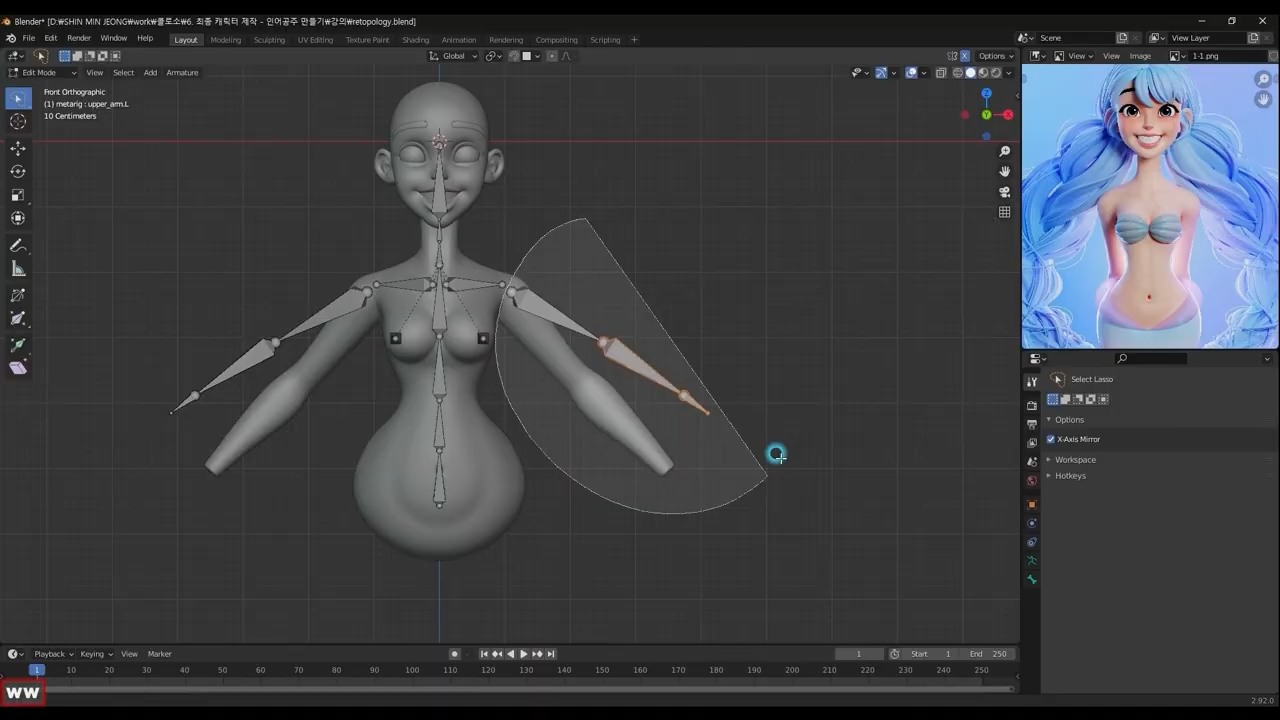 Blender* [D:₩SHIN MIN JEONG₩work₩콜로소₩6. 최종 캐릭터 제작 - 인어공주 만들기₩강의₩retopology.blend]
File Edit Render Window Help Layout Modeling Sculpting UV Editing Texture Paint Shading Animation Rendering Compositing Scripting + Scene View Layer
Global Options View View Image 1-1.png
Edit Mode View Select Add Armature
Front Orthographic
(1) metarig : upper_arm.L
10 Centimeters
Z
Y
X
Select Lasso
Options
X-Axis Mirror
Workspace
Hotkeys
Playback Keying View Marker 1 Start 1 End 250
1 10 20 30 40 50 60 70 80 90 100 110 120 130 140 150 160 170 180 190 200 210 220 230 240 250
WW
2.92.0